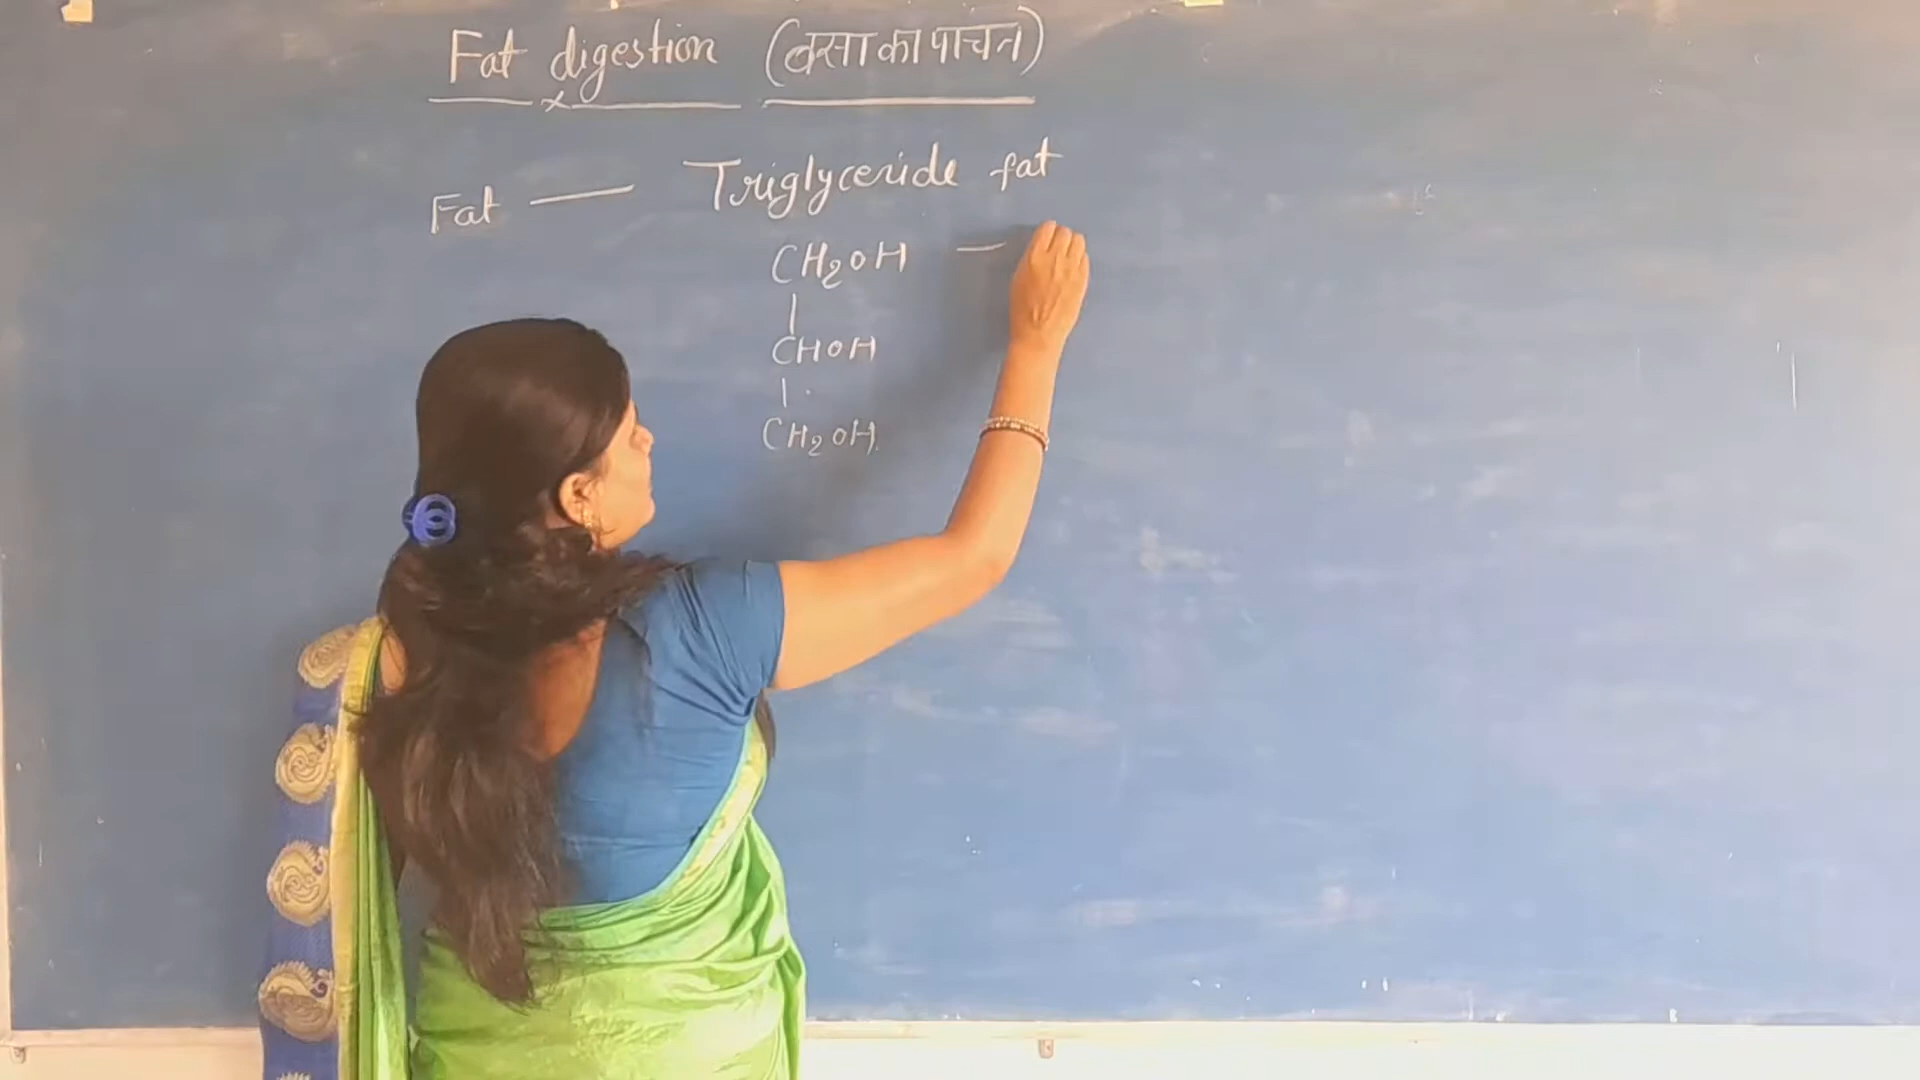 Fat digestion (वसा का पाचन)
Fat — Triglyceride fat
CH2OH —
|
CHOH
|
CH2OH